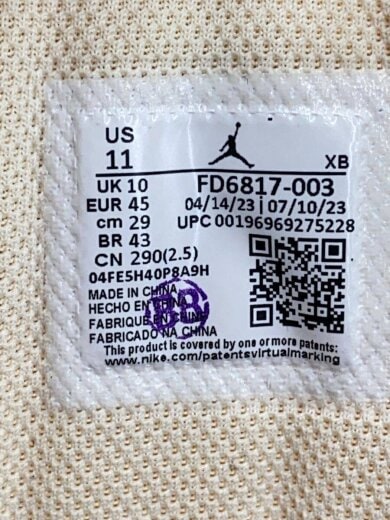 US
11
XB
UK 10
FD6817-003
EUR 45
04/14/23 | 07/10/23
cm 29
UPC 00196969275228
BR 43
CN 290(2.5)
04FE5H40P8A9H
MADE IN CHINA
HECHO EN CHINA
FABRIQUE EN CHINE
FABRICADO NA CHINA
This product is covered by one or more patents:
www.nike.com/patentsvirtualmarking